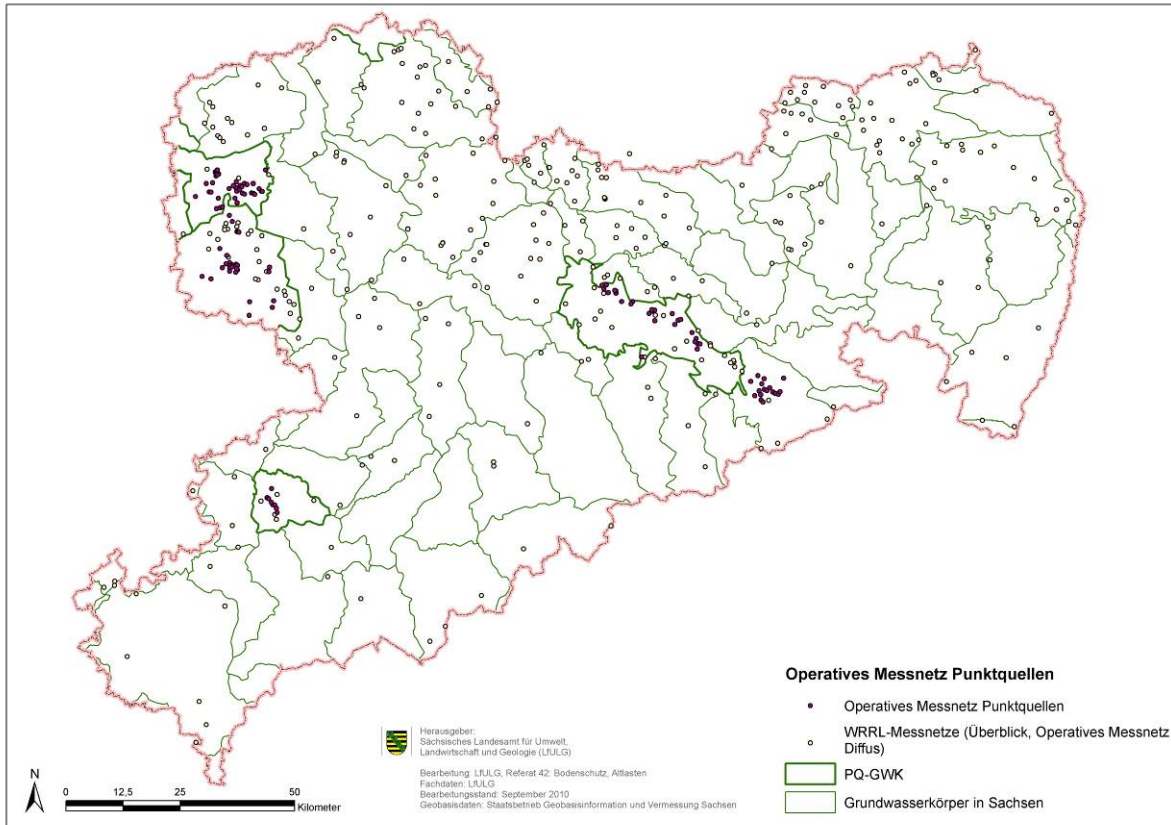 Operatives Messnetz Punktquellen
Operatives Messnetz Punktquellen
WRRL-Messnetze (Überblick, Operatives Messnetz
Diffus)
PQ-GWK
Grundwasserkörper in Sachsen
Herausgeber:
Sächsisches Landesamt für Umwelt,
Landwirtschaft und Geologie (LfULG)
Bearbeitung: LfULG, Referat 42: Bodenschutz, Altlasten
Fachdaten: LfULG
Bearbeitungsstand: September 2010
Geobasisdaten: Staatsbetrieb Geobasisinformation und Vermessung Sachsen
N
0 12,5 25 50
Kilometer